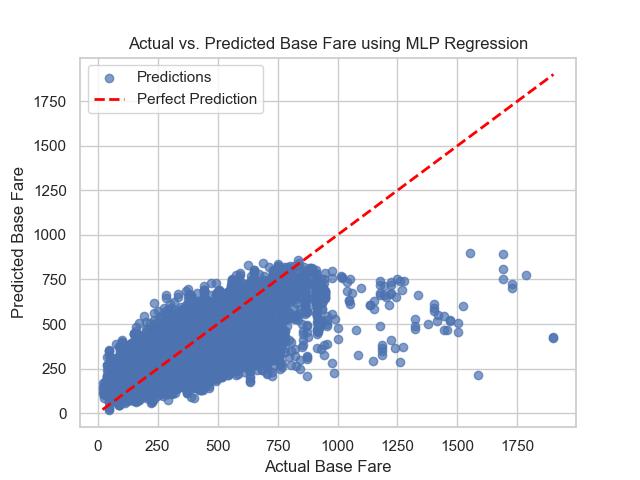 Actual vs. Predicted Base Fare using MLP Regression
Predictions
Perfect Prediction
Predicted Base Fare
1750
1500
1250
1000
750
500
250
0
0 250 500 750 1000 1250 1500 1750
Actual Base Fare